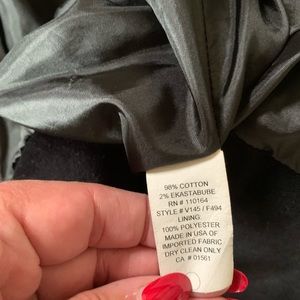 98% COTTON
2% EKASTABUBE
RN # 110164
STYLE # V145 / F494
LINING:
100% POLYESTER
MADE IN USA OF
IMPORTED FABRIC
DRY CLEAN ONLY
CA # 01561